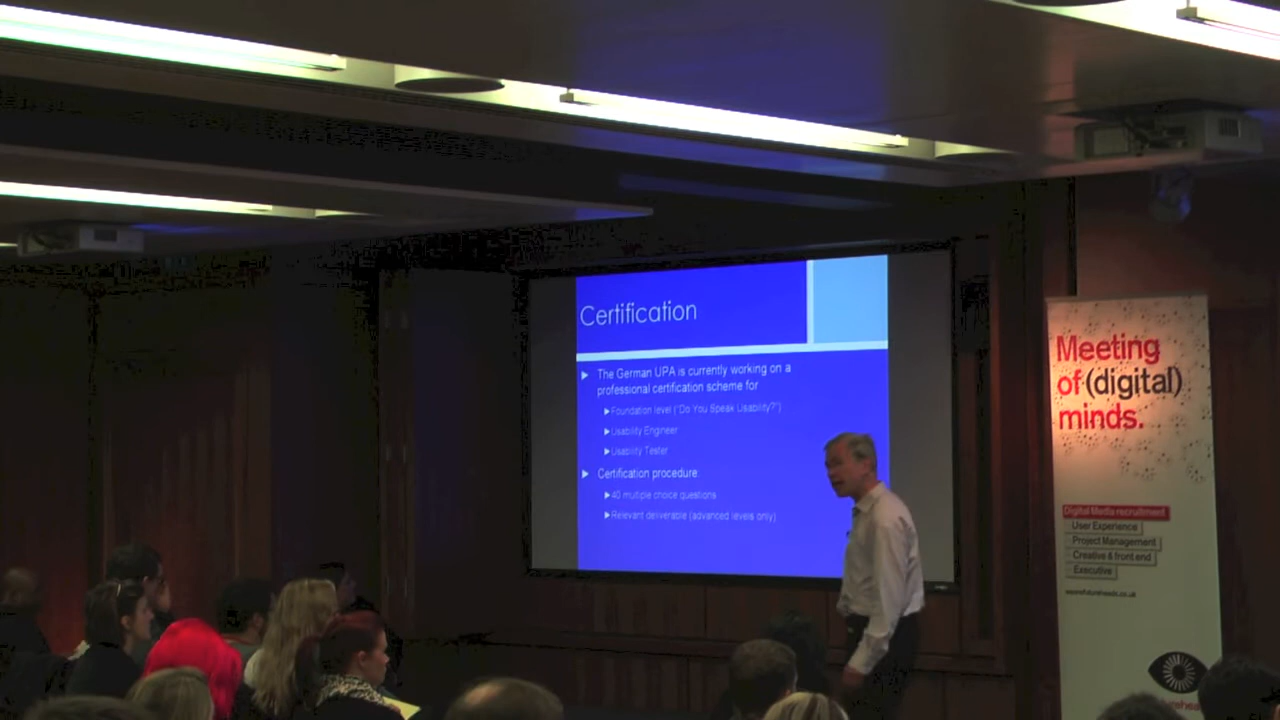 Certification
The German UPA is currently working on a
professional certification scheme for
Foundation level ("Do You Speak Usability?")
Usability Engineer
Usability Tester
Certification procedure:
40 multiple choice questions
Relevant deliverable (advanced levels only)
Meeting
of (digital)
minds.
Digital Media recruitment
User Experience
Project Management
Creative & front end
Executive